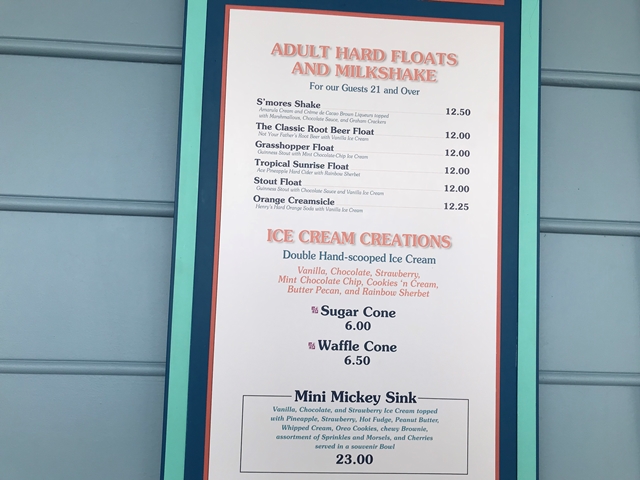 ADULT HARD FLOATS
AND MILKSHAKE
For our Guests 21 and Over
S'mores Shake 12.50
Amarula Cream and Crème de Cacao Brown Liqueurs topped
with Marshmallows, Chocolate Sauce, and Graham Crackers
The Classic Root Beer Float 12.00
Not Your Father's Root Beer with Vanilla Ice Cream
Grasshopper Float 12.00
Guinness Stout with Mint Chocolate Chip Ice Cream
Tropical Sunrise Float 12.00
Ace Pineapple Hard Cider with Rainbow Sherbet
Stout Float 12.00
Guinness Stout with Chocolate Sauce and Vanilla Ice Cream
Orange Creamsicle 12.25
Henry's Hard Orange Soda with Vanilla Ice Cream
ICE CREAM CREATIONS
Double Hand-scooped Ice Cream
Vanilla, Chocolate, Strawberry,
Mint Chocolate Chip, Cookies 'n Cream,
Butter Pecan, and Rainbow Sherbet
Sugar Cone
6.00
Waffle Cone
6.50
Mini Mickey Sink
Vanilla, Chocolate, and Strawberry Ice Cream topped
with Pineapple, Strawberry, Hot Fudge, Peanut Butter,
Whipped Cream, Oreo Cookies, chewy Brownie,
assortment of Sprinkles and Morsels, and Cherries
served in a souvenir Bowl
23.00